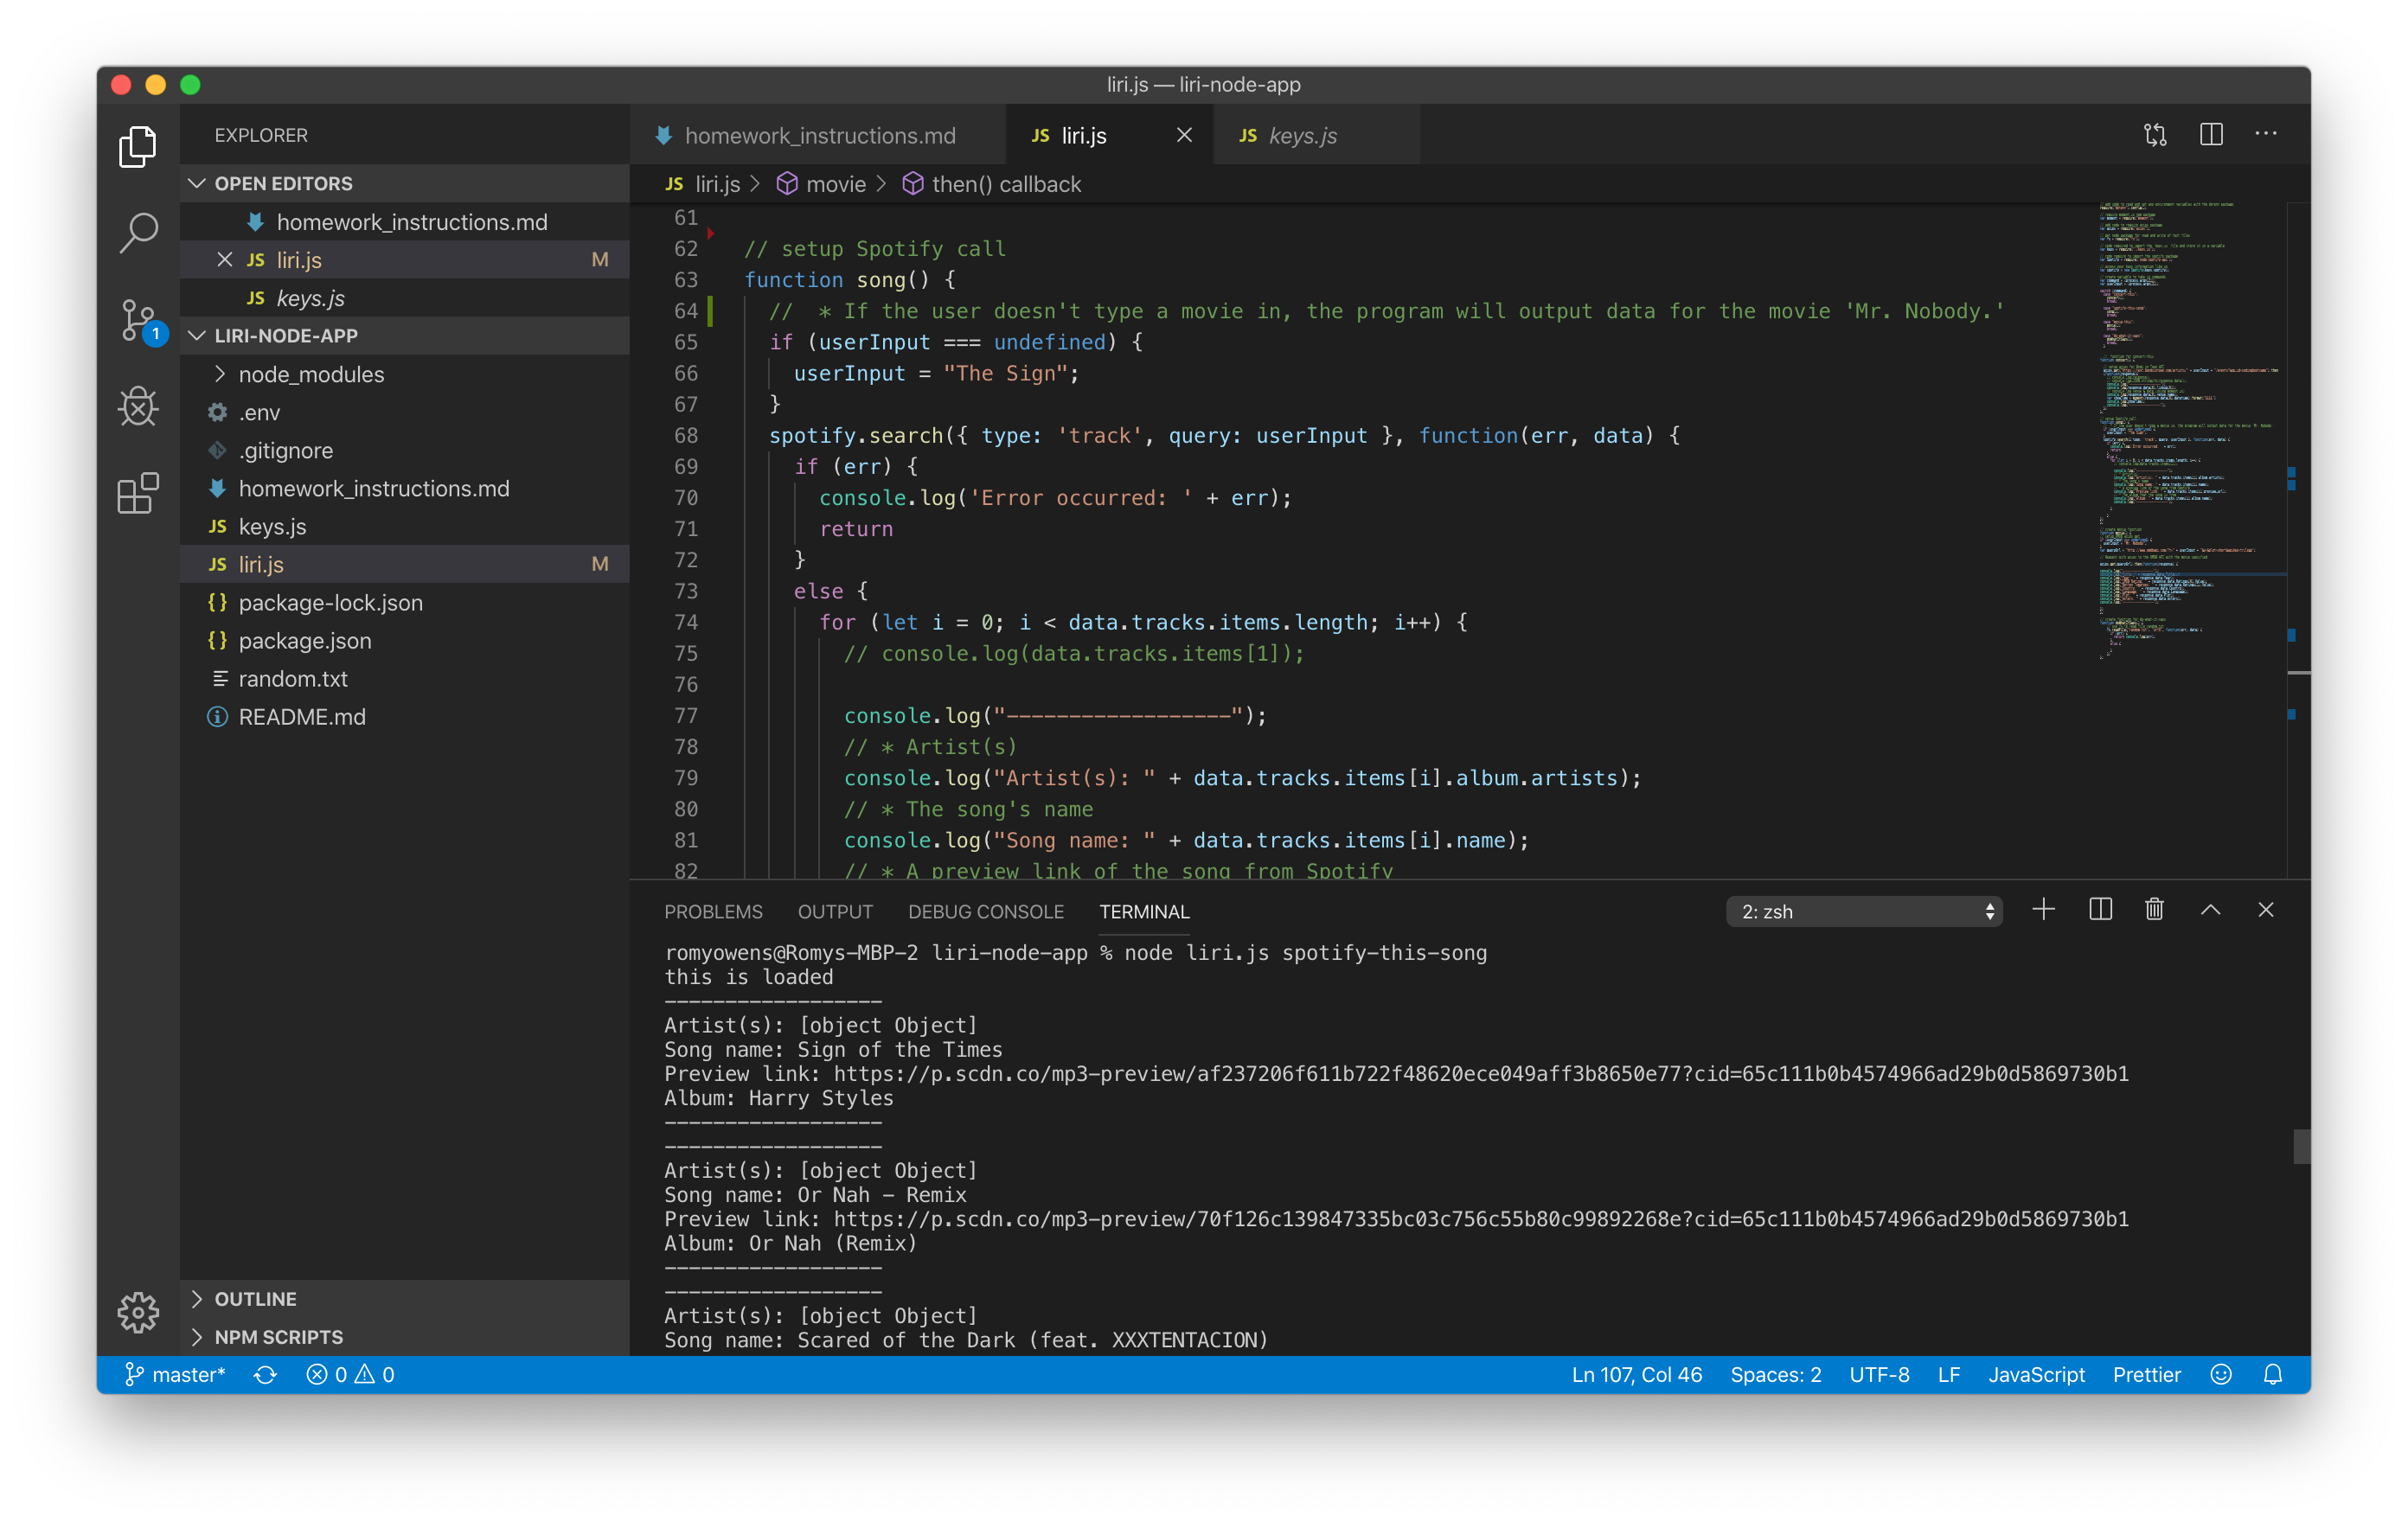 liri.js — liri-node-app
EXPLORER
OPEN EDITORS
homework_instructions.md
JS liri.js M
JS keys.js
LIRI-NODE-APP
node_modules
.env
.gitignore
homework_instructions.md
JS keys.js
JS liri.js M
{} package-lock.json
{} package.json
random.txt
README.md
OUTLINE
NPM SCRIPTS
1
homework_instructions.md
JS liri.js
JS keys.js
JS liri.js > movie > then() callback
61
62 // setup Spotify call
63 function song() {
64 //  * If the user doesn't type a movie in, the program will output data for the movie 'Mr. Nobody.'
65 if (userInput === undefined) {
66 userInput = "The Sign";
67 }
68 spotify.search({ type: 'track', query: userInput }, function(err, data) {
69 if (err) {
70 console.log('Error occurred: ' + err);
71 return
72 }
73 else {
74 for (let i = 0; i < data.tracks.items.length; i++) {
75 // console.log(data.tracks.items[1]);
76
77 console.log("------------------");
78 // * Artist(s)
79 console.log("Artist(s): " + data.tracks.items[i].album.artists);
80 // * The song's name
81 console.log("Song name: " + data.tracks.items[i].name);
82 // * A preview link of the song from Spotify
PROBLEMS OUTPUT DEBUG CONSOLE TERMINAL 2: zsh
romyowens@Romys-MBP-2 liri-node-app % node liri.js spotify-this-song
this is loaded
------------------
Artist(s): [object Object]
Song name: Sign of the Times
Preview link: https://p.scdn.co/mp3-preview/af237206f611b722f48620ece049aff3b8650e77?cid=65c111b0b4574966ad29b0d5869730b1
Album: Harry Styles
------------------
------------------
Artist(s): [object Object]
Song name: Or Nah - Remix
Preview link: https://p.scdn.co/mp3-preview/70f126c139847335bc03c756c55b80c99892268e?cid=65c111b0b4574966ad29b0d5869730b1
Album: Or Nah (Remix)
------------------
------------------
Artist(s): [object Object]
Song name: Scared of the Dark (feat. XXXTENTACION)
master* 0 0 Ln 107, Col 46 Spaces: 2 UTF-8 LF JavaScript Prettier